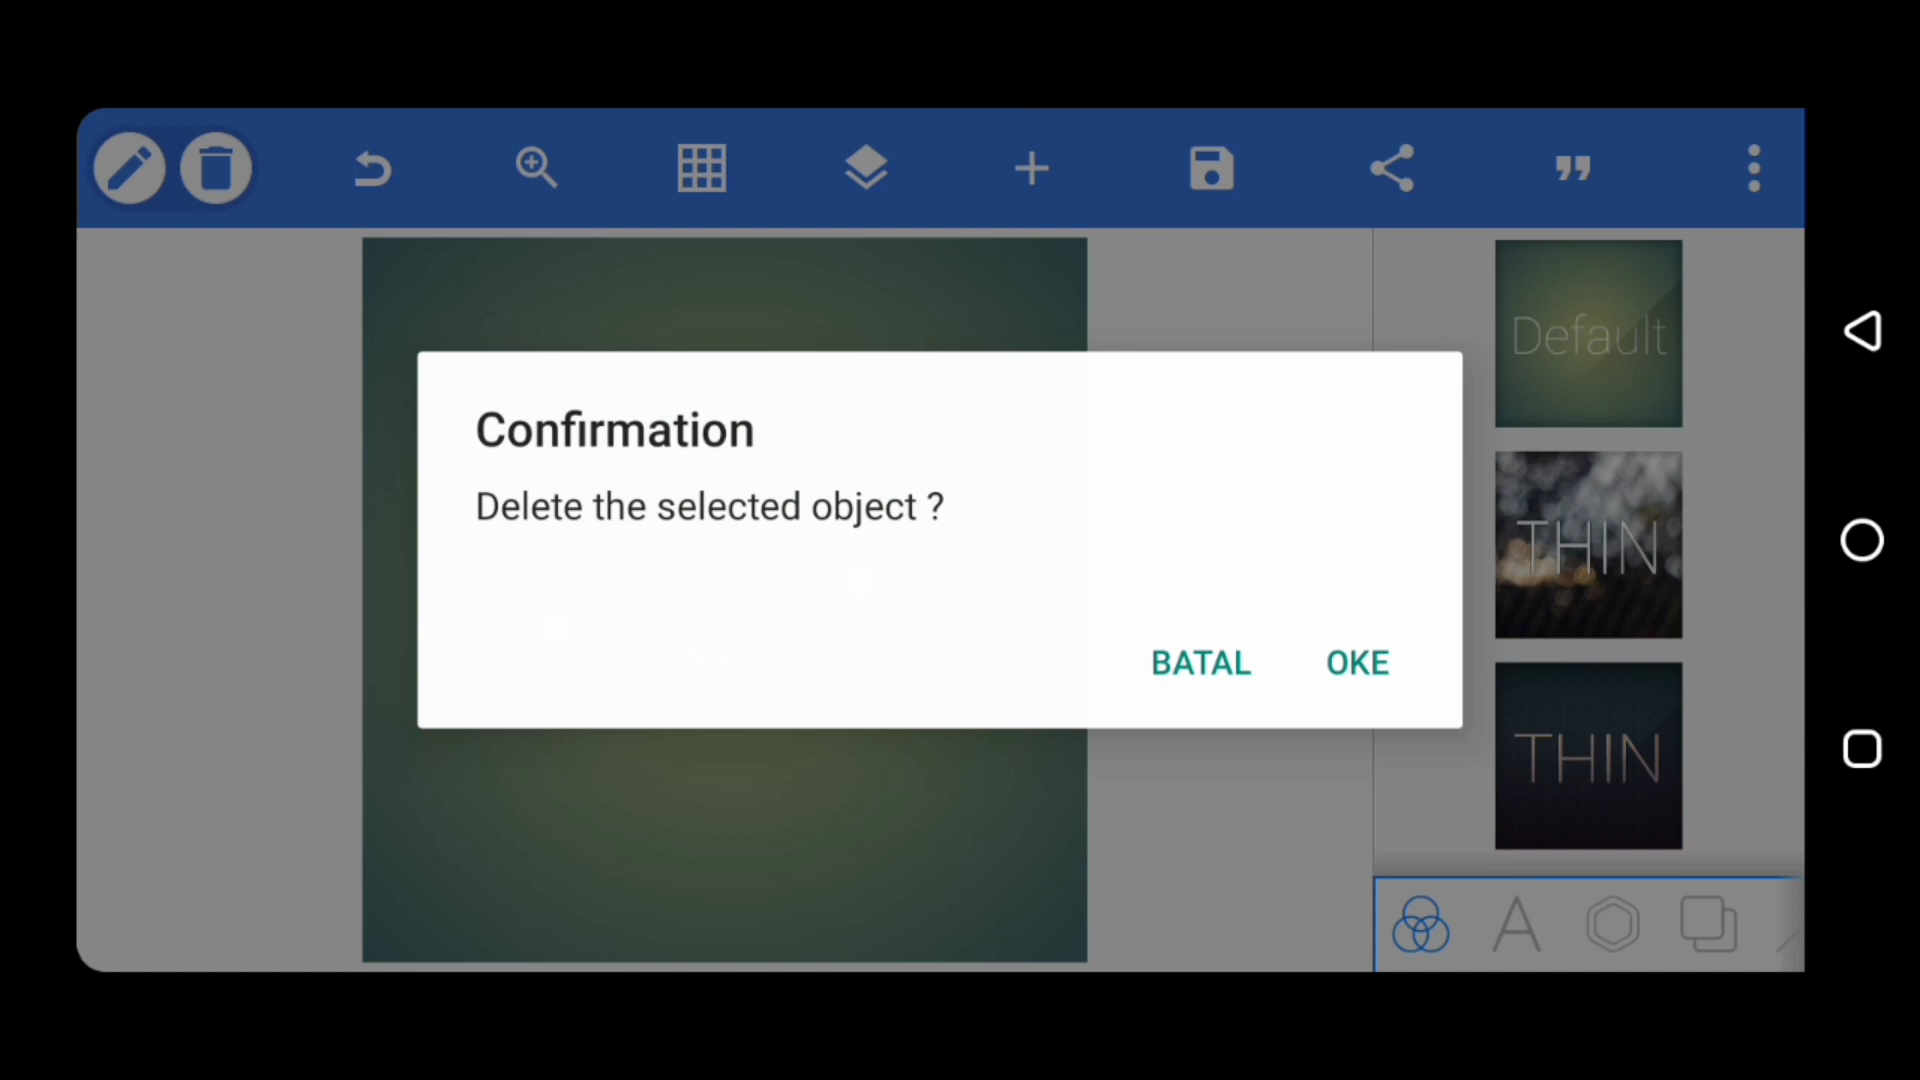 Default
Confirmation
Delete the selected object ?
THIN
BATAL OKE
THIN
A